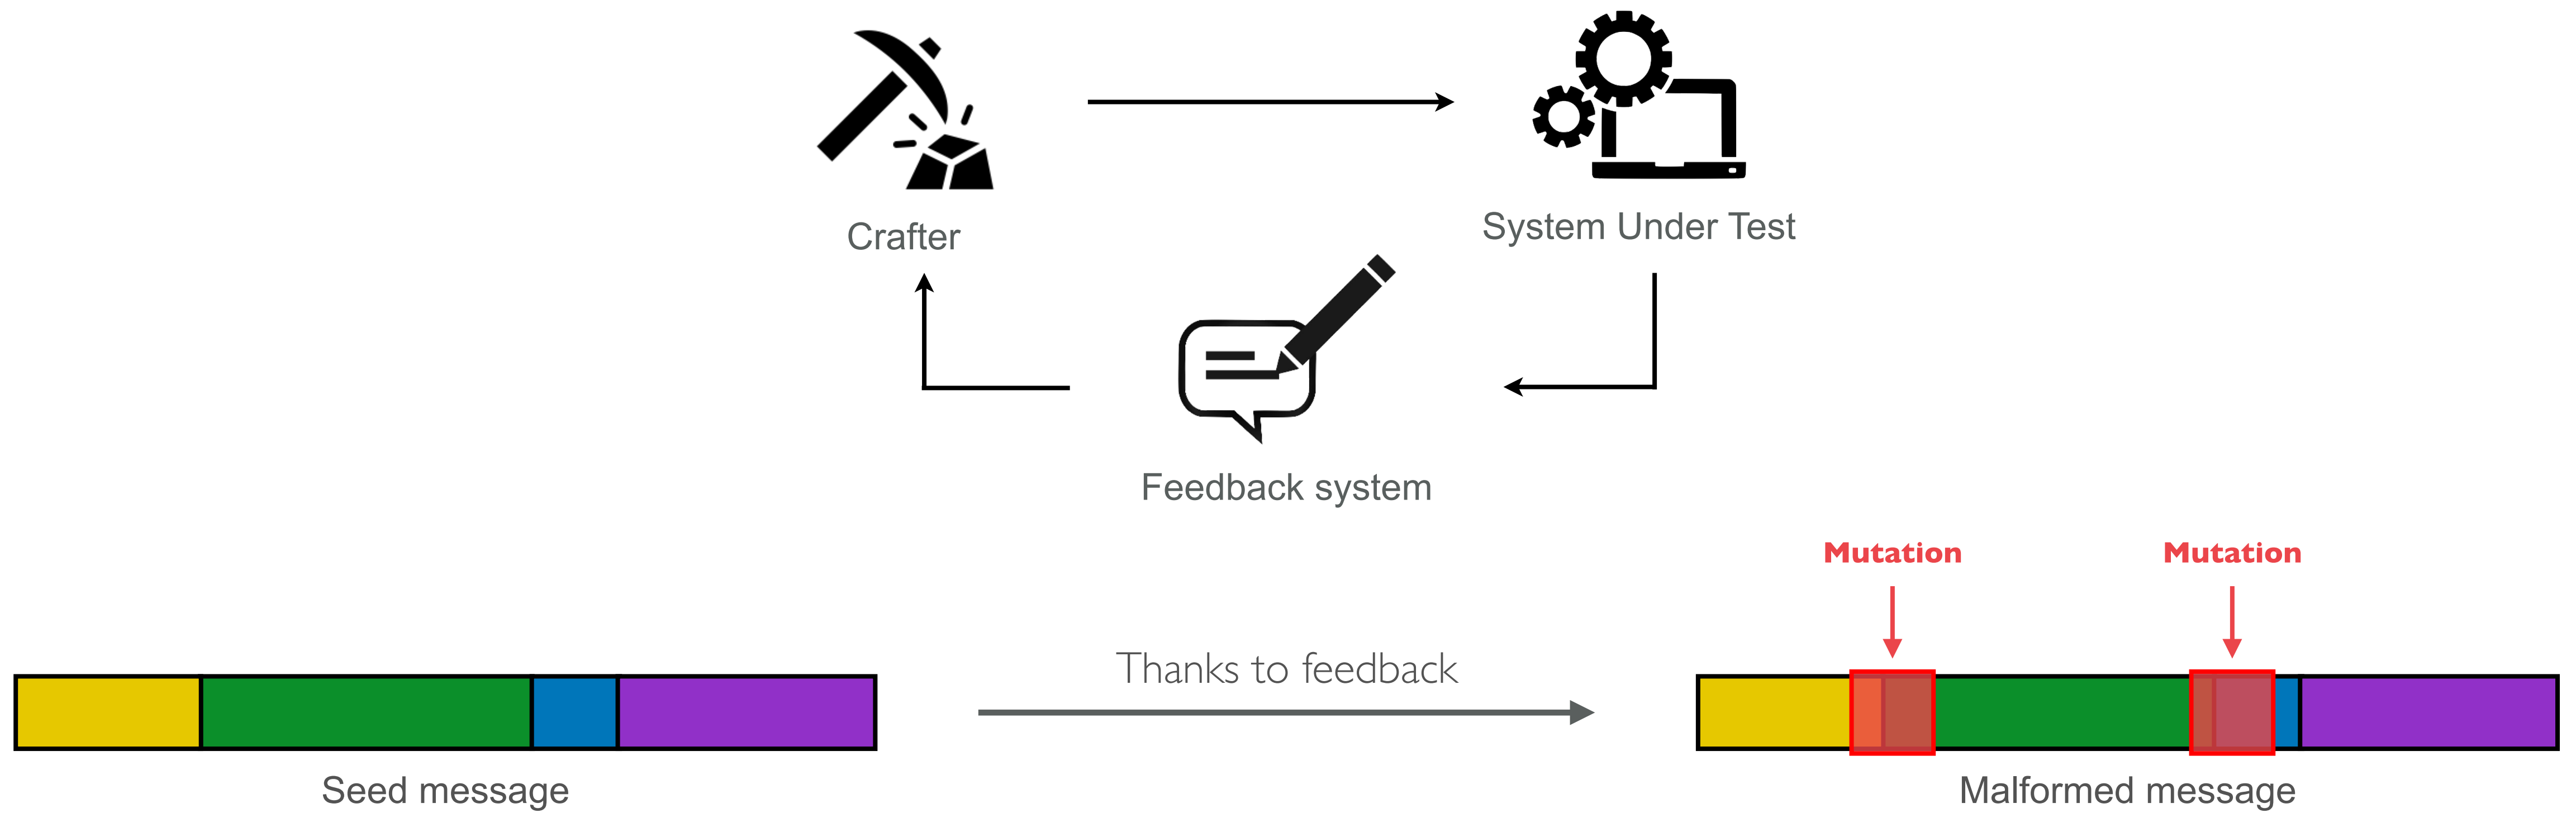 Crafter
System Under Test
Feedback system
Mutation
Mutation
Thanks to feedback
Seed message
Malformed message